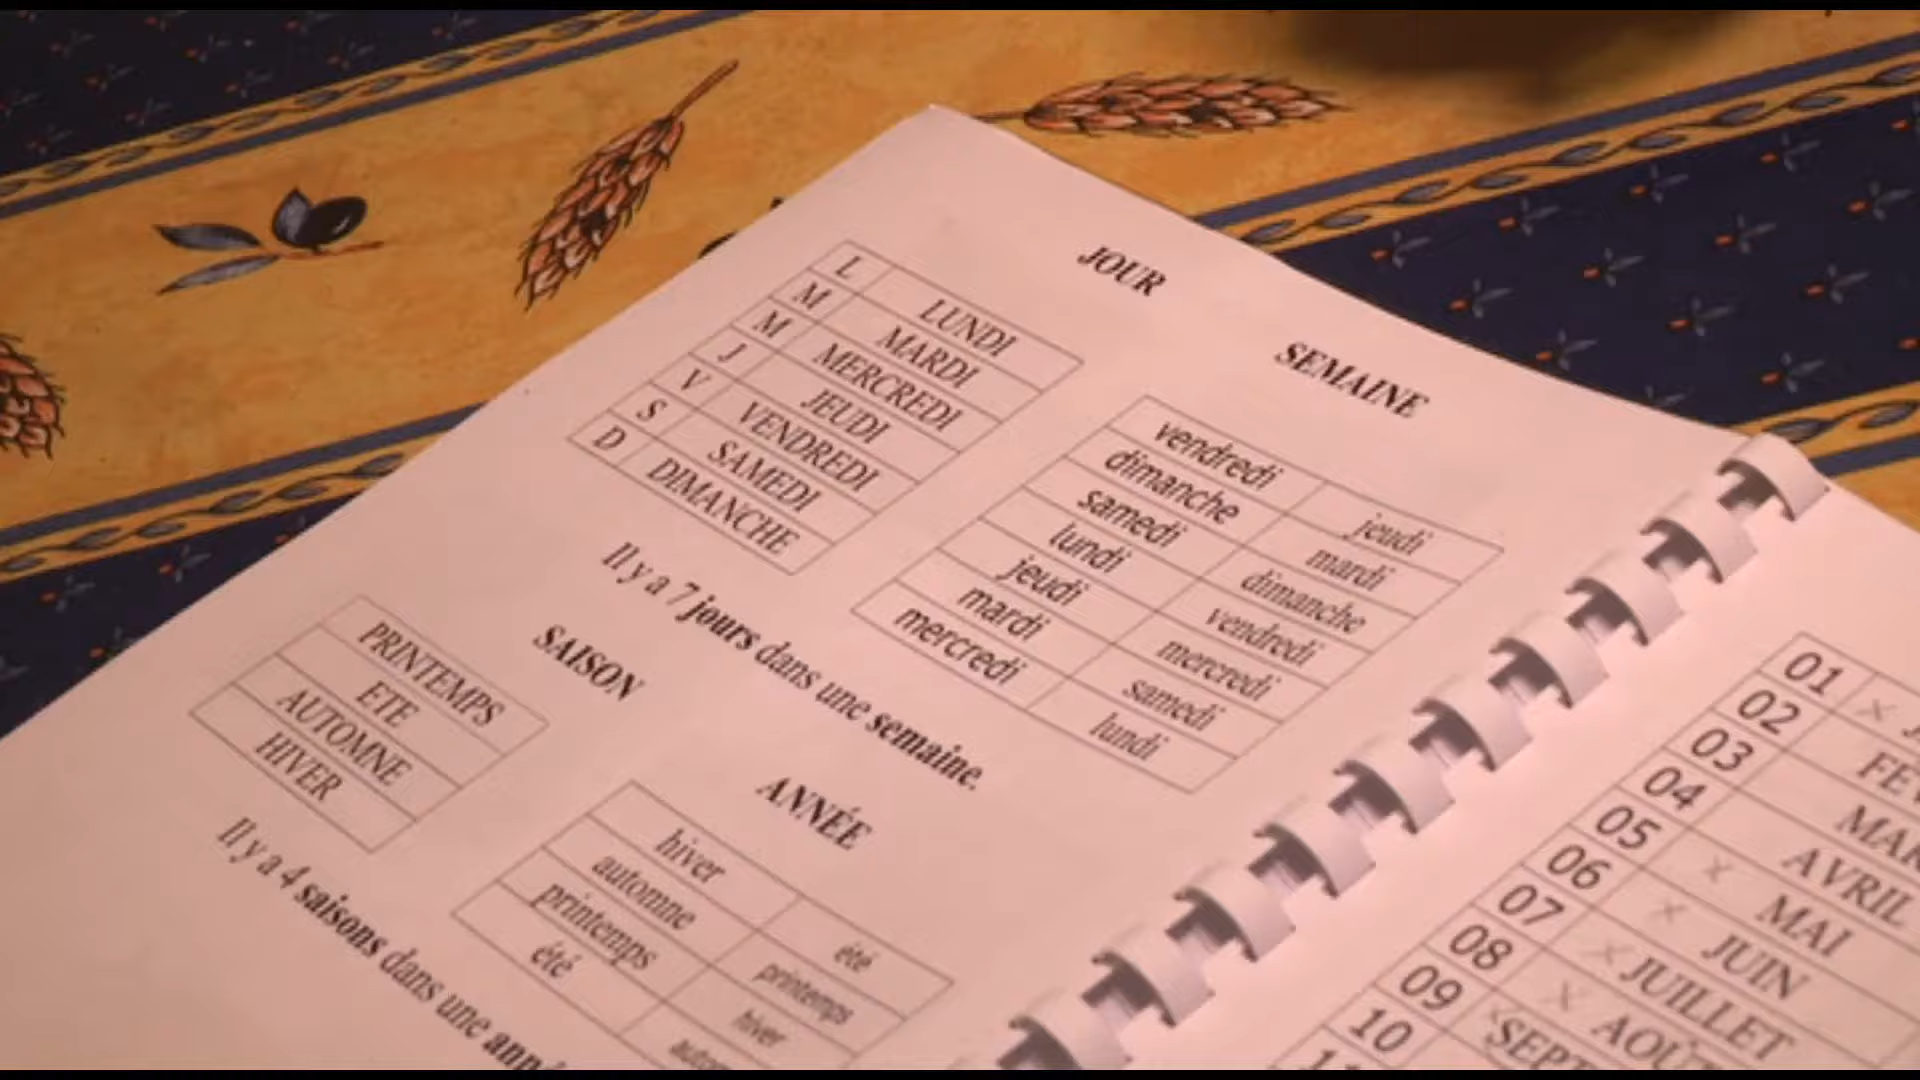 JOUR
L LUNDI
M MARDI
M MERCREDI
J JEUDI
V VENDREDI
S SAMEDI
D DIMANCHE
SEMAINE
vendredi jeudi
dimanche mardi
samedi dimanche
lundi vendredi
jeudi mercredi
mardi samedi
mercredi lundi
Il y a 7 jours dans une semaine.
SAISON
PRINTEMPS
ETE
AUTOMNE
HIVER
ANNÉE
hiver été
automne printemps
printemps hiver
été
Il y a 4 saisons dans une
01
02
03
04 AVRIL
05 MAI
06 JUIN
07 JUILLET
08 AOÛT
09 SEPT
10